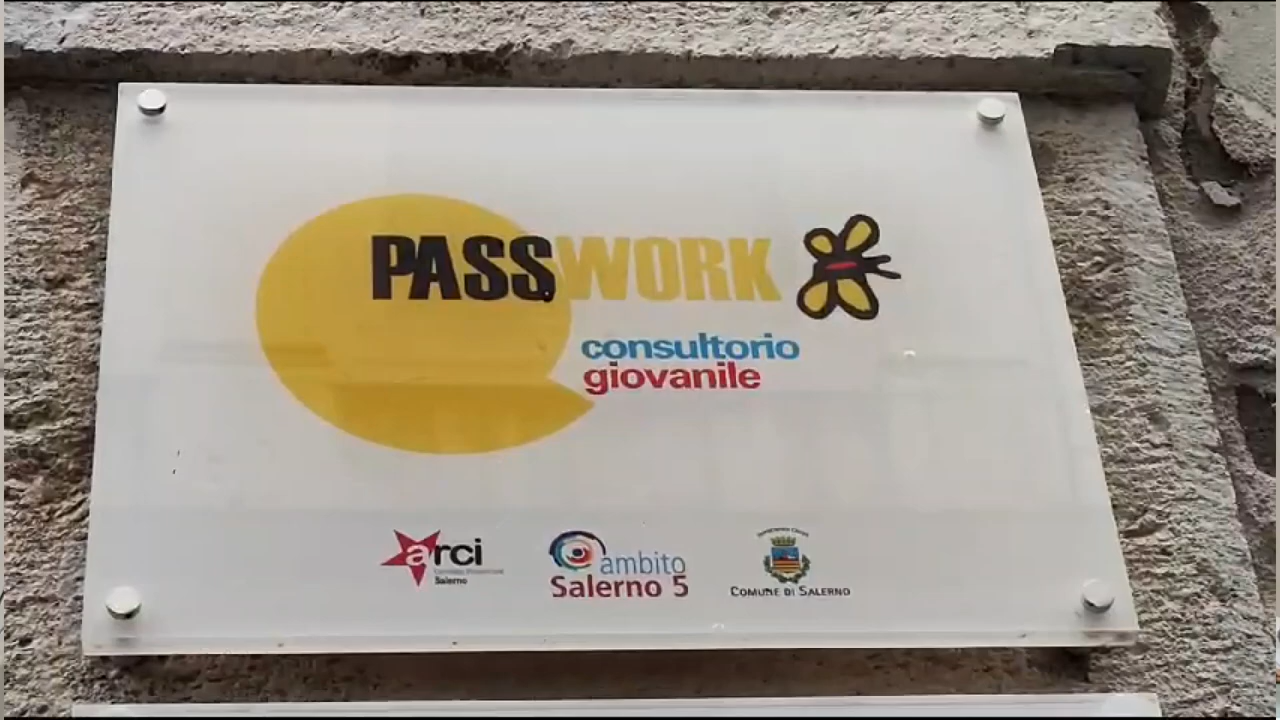 PASSWORK
consultorio
giovanile
arci
Salerno
ambito
Salerno 5
COMUNE DI SALERNO